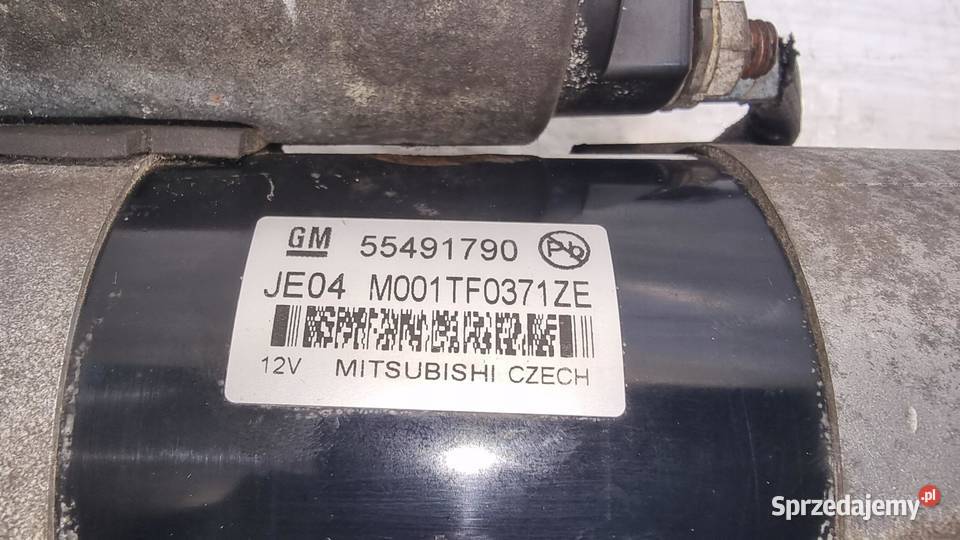 GM 55491790 Pb
JE04 M001TF0371ZE
12V MITSUBISHI CZECH
Sprzedajemy.pl